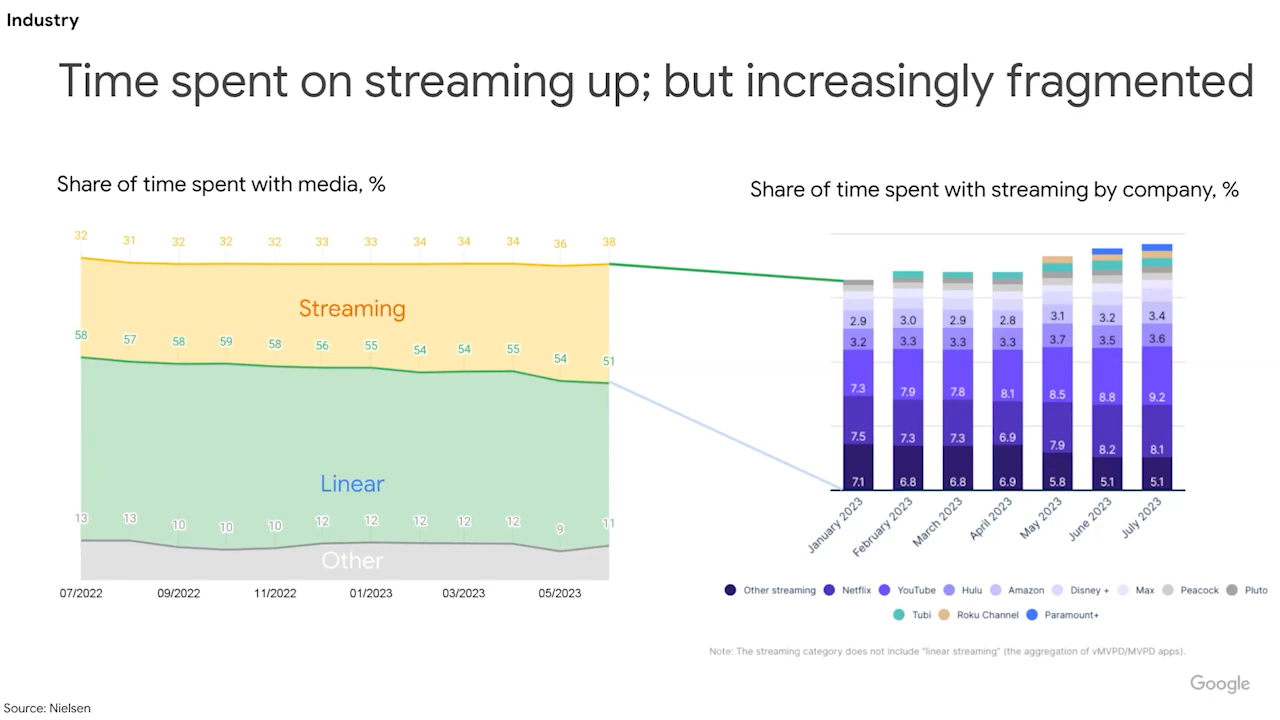 Industry
Time spent on streaming up; but increasingly fragmented
Share of time spent with media, %
32 31 32 32 32 33 33 34 34 34 36 38
Streaming
58 57 58 59 58 56 55 54 54 55 54 51
Linear
13 13 10 10 10 12 12 12 12 12 9 11
Other
07/2022 09/2022 11/2022 01/2023 03/2023 05/2023
Share of time spent with streaming by company, %
2.9 3.0 2.9 2.8 3.1 3.2 3.4
3.2 3.3 3.3 3.3 3.7 3.5 3.6
7.3 7.9 7.8 8.1 8.5 8.8 9.2
7.5 7.3 7.3 6.9 7.9 8.2 8.1
7.1 6.8 6.8 6.9 5.8 5.1 5.1
January 2023 February 2023 March 2023 April 2023 May 2023 June 2023 July 2023
Other streaming Netflix YouTube Hulu Amazon Disney + Max Peacock Pluto
Tubi Roku Channel Paramount+
Note: The streaming category does not include "linear streaming" (the aggregation of vMVPD/MVPD apps).
Google
Source: Nielsen